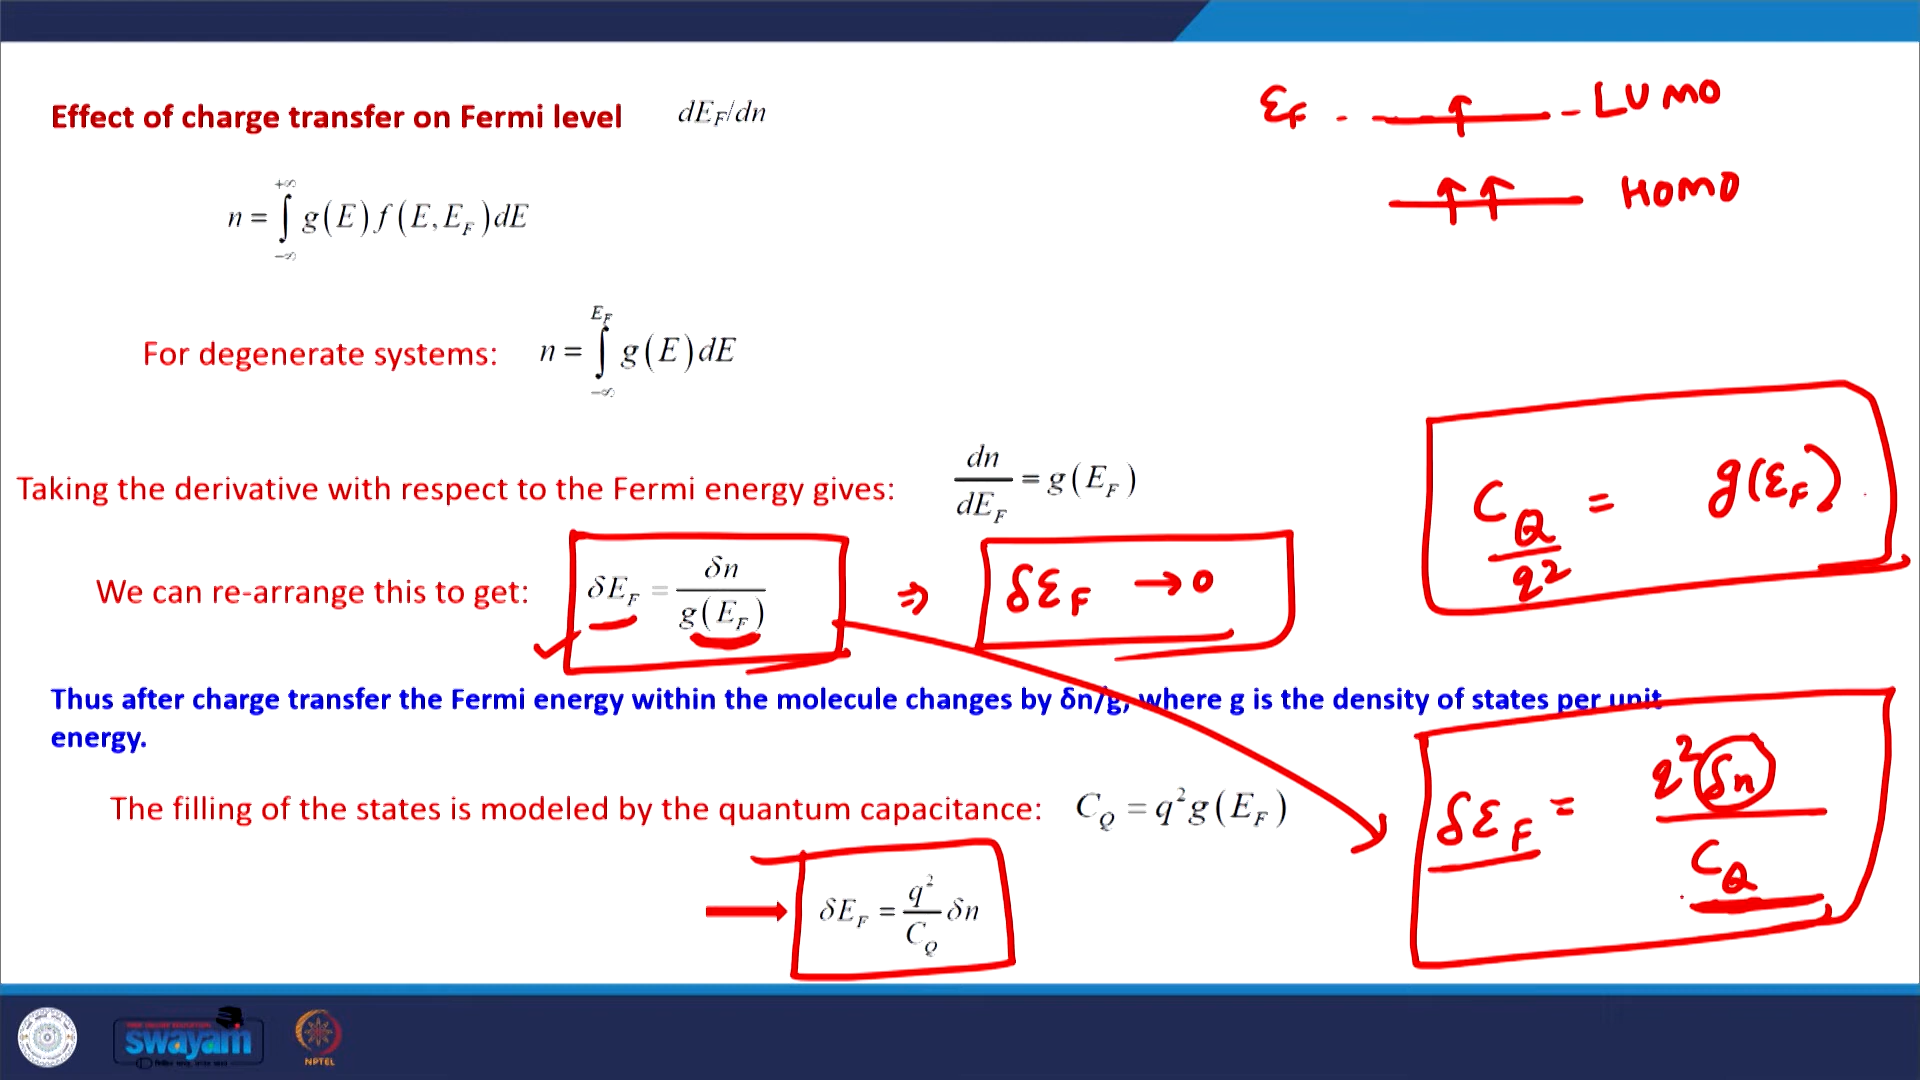 Effect of charge transfer on Fermi level dE_F/dn
n = ∫_{-∞}^{+∞} g(E) f(E, E_F) dE
For degenerate systems: n = ∫_{-∞}^{E_F} g(E) dE
Taking the derivative with respect to the Fermi energy gives: dn/dE_F = g(E_F)
We can re-arrange this to get: δE_F = δn/g(E_F) ⇒ δE_F → 0
Thus after charge transfer the Fermi energy within the molecule changes by δn/g, where g is the density of states per unit
energy.
The filling of the states is modeled by the quantum capacitance: C_Q = q²g(E_F)
δE_F = q²/C_Q δn
E_F - - LUMO
HOMO
C_Q/q² = g(E_F)
δE_F = q²(δn)/C_Q
swayam
NPTEL